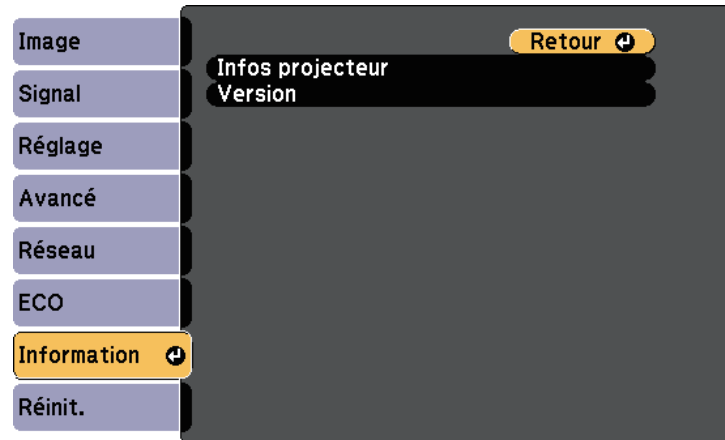 Image
Signal
Réglage
Avancé
Réseau
ECO
Information
Réinit.
Retour
Infos projecteur
Version